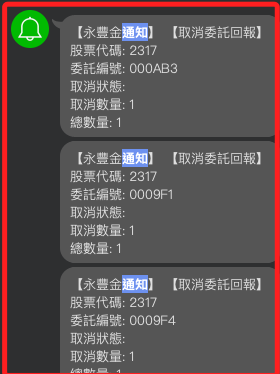 【永豐金通知】 【取消委託回報】
股票代碼: 2317
委託編號: 000AB3
取消狀態:
取消數量: 1
總數量: 1
【永豐金通知】 【取消委託回報】
股票代碼: 2317
委託編號: 0009F1
取消狀態:
取消數量: 1
總數量: 1
【永豐金通知】 【取消委託回報】
股票代碼: 2317
委託編號: 0009F4
取消狀態:
取消數量: 1
總數量: 1